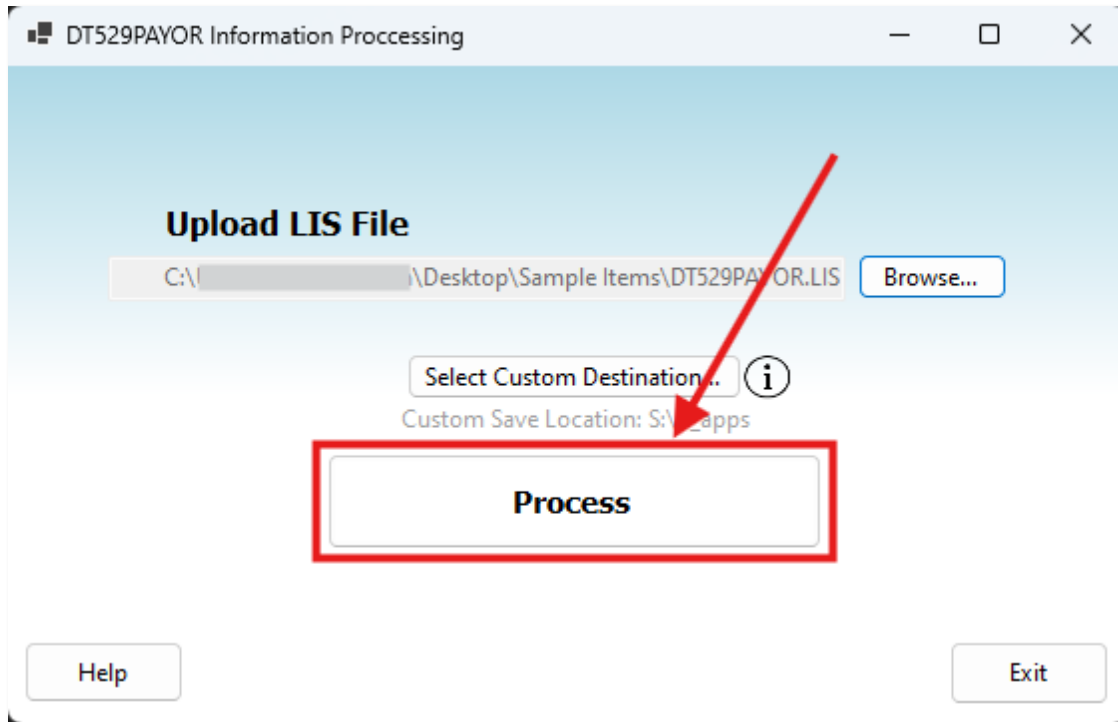 DT529PAYOR Information Proccessing
Upload LIS File
\Desktop\Sample Items\DT529PAYOR.LIS
Browse...
Select Custom Destination...
i
Custom Save Location:
Process
Help
Exit